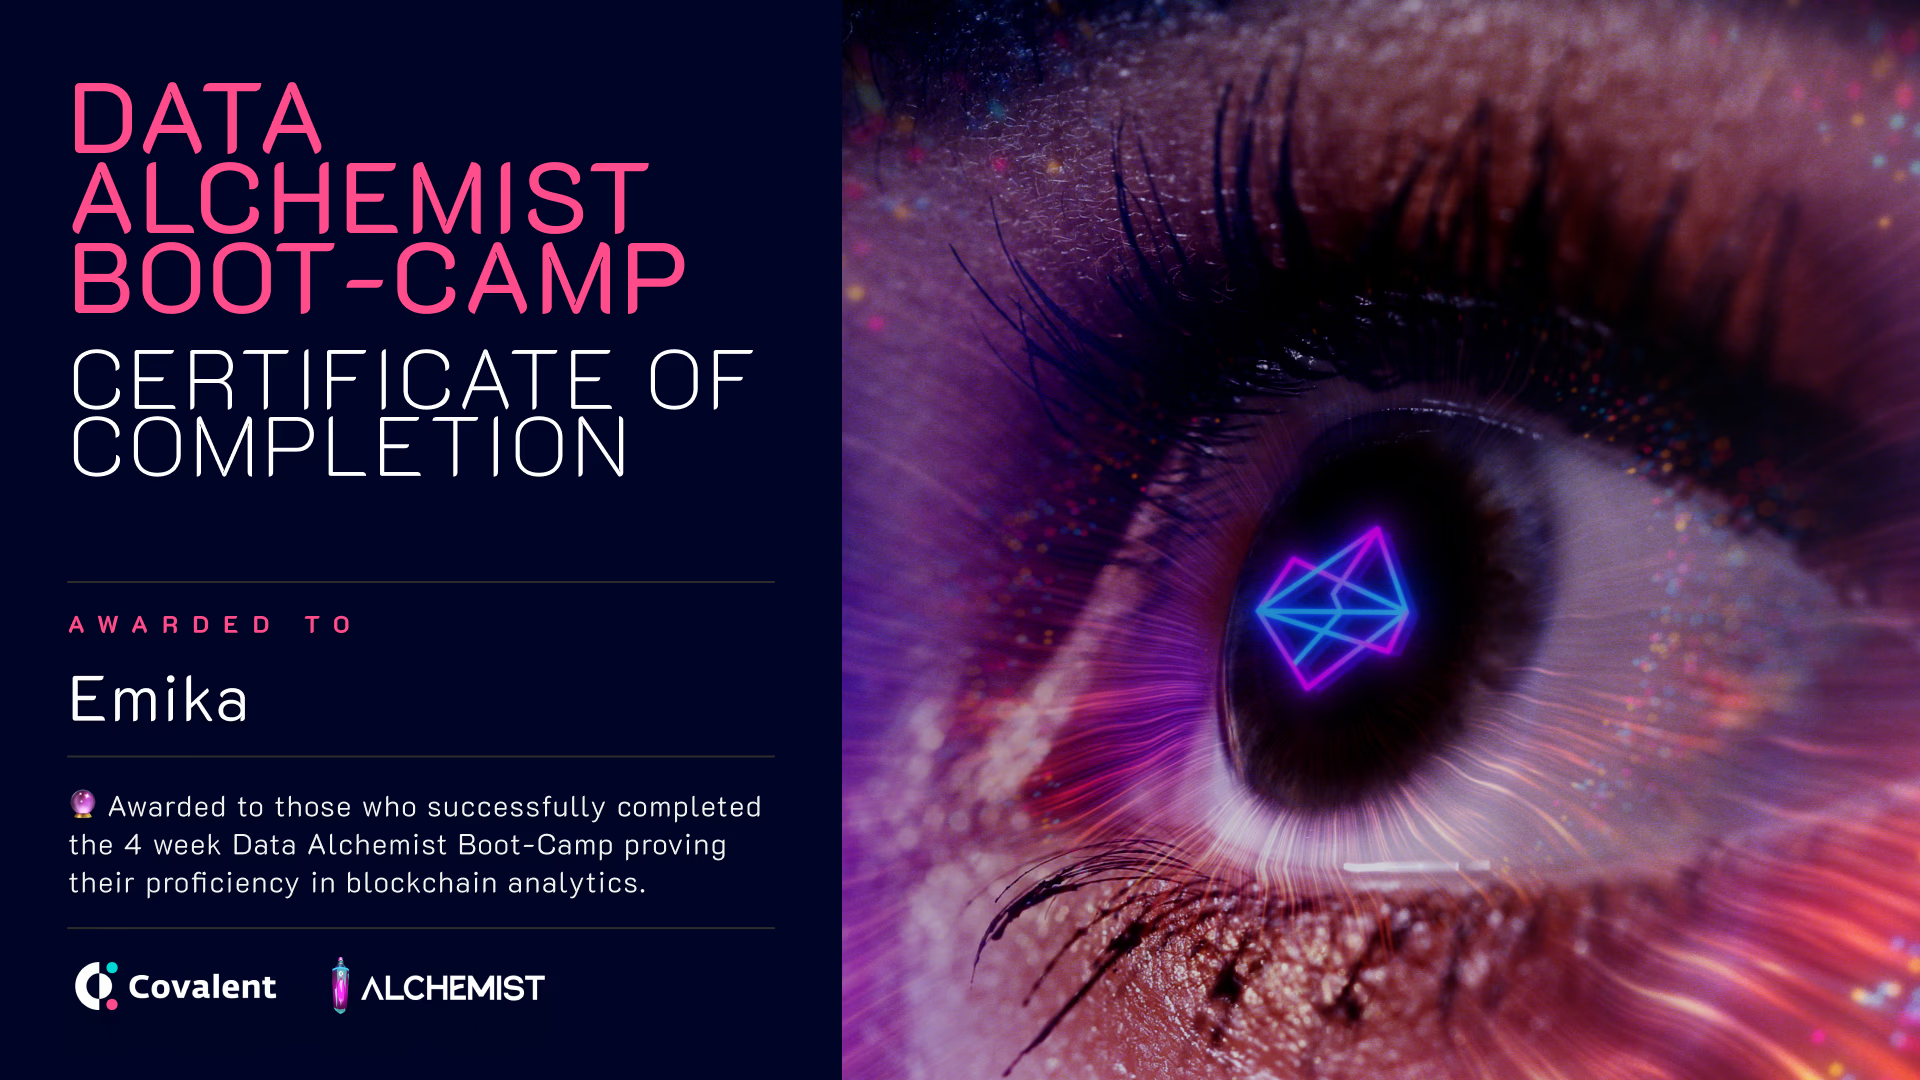 DATA
ALCHEMIST
BOOT-CAMP
CERTIFICATE OF
COMPLETION
AWARDED TO
Emika
🔮 Awarded to those who successfully completed
the 4 week Data Alchemist Boot-Camp proving
their proficiency in blockchain analytics.
Covalent ALCHEMIST